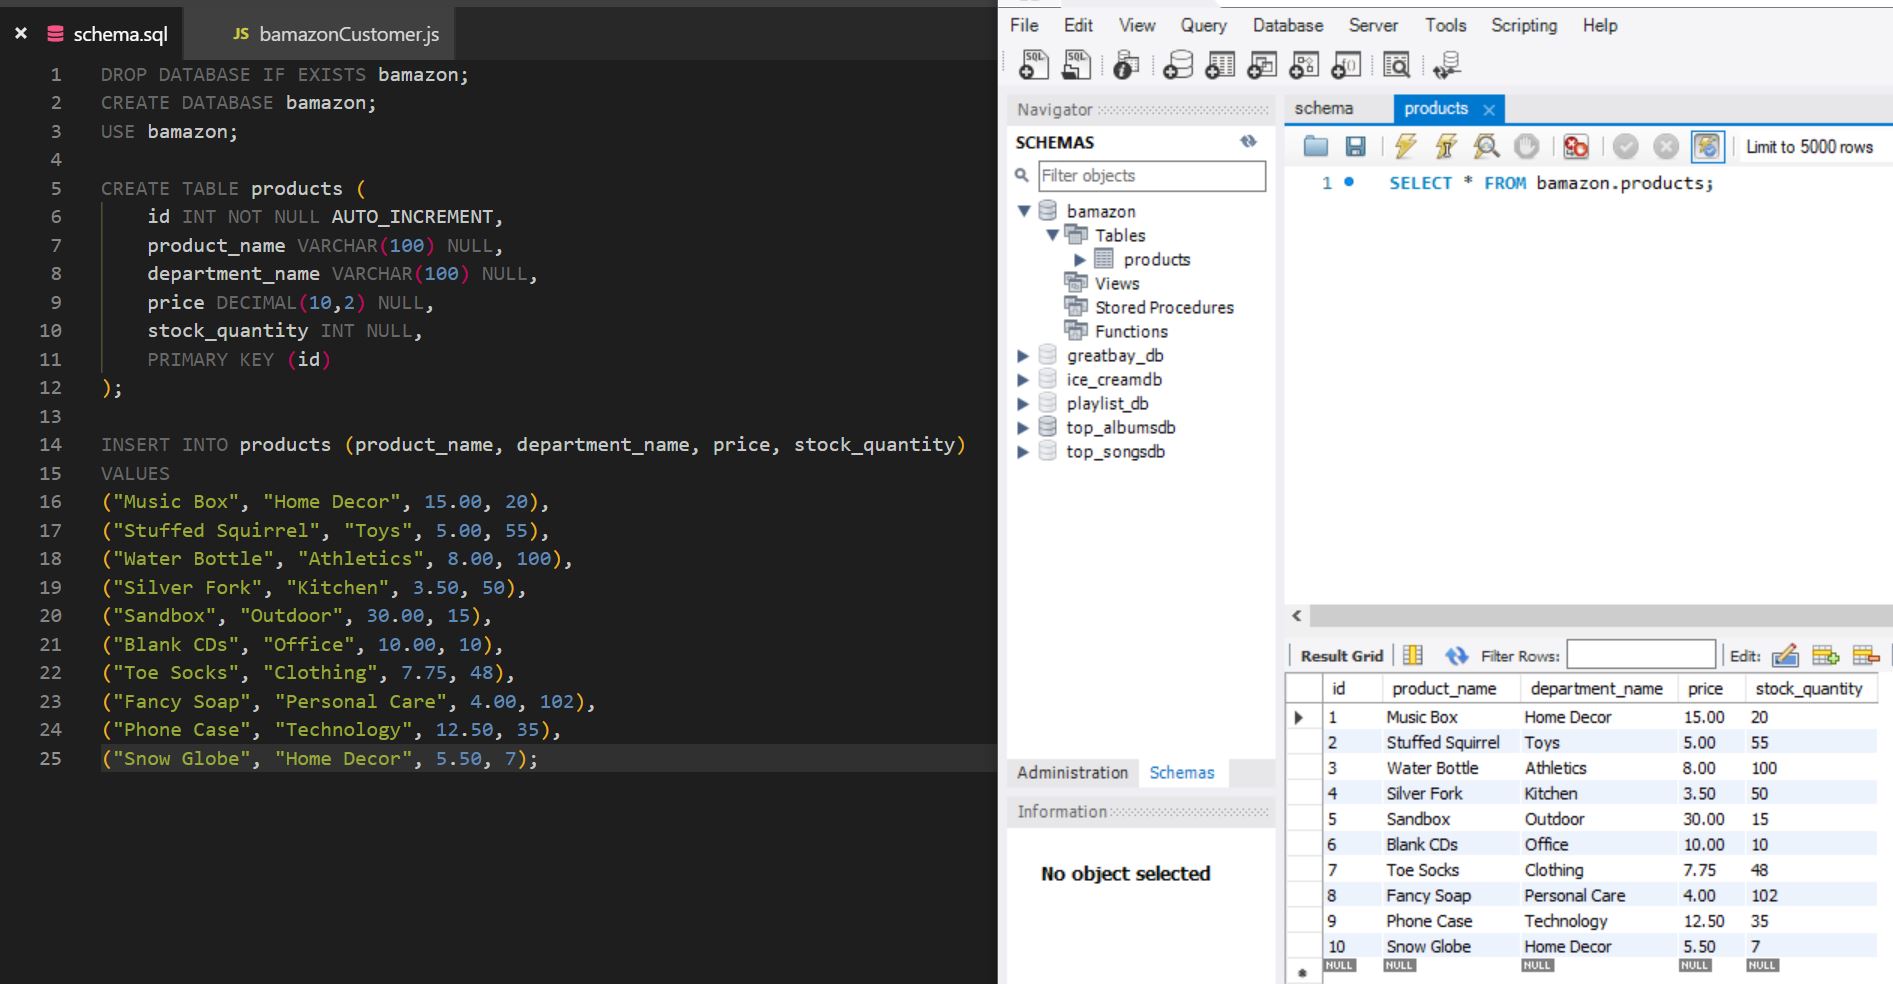 schema.sql
JS bamazonCustomer.js
1 DROP DATABASE IF EXISTS bamazon;
2 CREATE DATABASE bamazon;
3 USE bamazon;
4
5 CREATE TABLE products (
6 id INT NOT NULL AUTO_INCREMENT,
7 product_name VARCHAR(100) NULL,
8 department_name VARCHAR(100) NULL,
9 price DECIMAL(10,2) NULL,
10 stock_quantity INT NULL,
11 PRIMARY KEY (id)
12 );
13
14 INSERT INTO products (product_name, department_name, price, stock_quantity)
15 VALUES
16 ("Music Box", "Home Decor", 15.00, 20),
17 ("Stuffed Squirrel", "Toys", 5.00, 55),
18 ("Water Bottle", "Athletics", 8.00, 100),
19 ("Silver Fork", "Kitchen", 3.50, 50),
20 ("Sandbox", "Outdoor", 30.00, 15),
21 ("Blank CDs", "Office", 10.00, 10),
22 ("Toe Socks", "Clothing", 7.75, 48),
23 ("Fancy Soap", "Personal Care", 4.00, 102),
24 ("Phone Case", "Technology", 12.50, 35),
25 ("Snow Globe", "Home Decor", 5.50, 7);
File Edit View Query Database Server Tools Scripting Help
SQL SQL
Navigator
SCHEMAS
Filter objects
bamazon
Tables
products
Views
Stored Procedures
Functions
greatbay_db
ice_creamdb
playlist_db
top_albumsdb
top_songsdb
Administration Schemas
Information
No object selected
schema products
Limit to 5000 rows
1 SELECT * FROM bamazon.products;
Result Grid Filter Rows: Edit:
id product_name department_name price stock_quantity
1 Music Box Home Decor 15.00 20
2 Stuffed Squirrel Toys 5.00 55
3 Water Bottle Athletics 8.00 100
4 Silver Fork Kitchen 3.50 50
5 Sandbox Outdoor 30.00 15
6 Blank CDs Office 10.00 10
7 Toe Socks Clothing 7.75 48
8 Fancy Soap Personal Care 4.00 102
9 Phone Case Technology 12.50 35
10 Snow Globe Home Decor 5.50 7
NULL NULL NULL NULL NULL